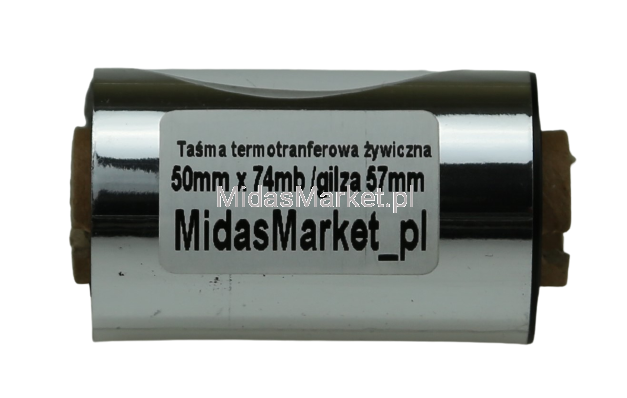 Taśma termotranferowa żywiczna
50mm x 74mb /gilza 57mm
MidasMarket.pl
MidasMarket_pl